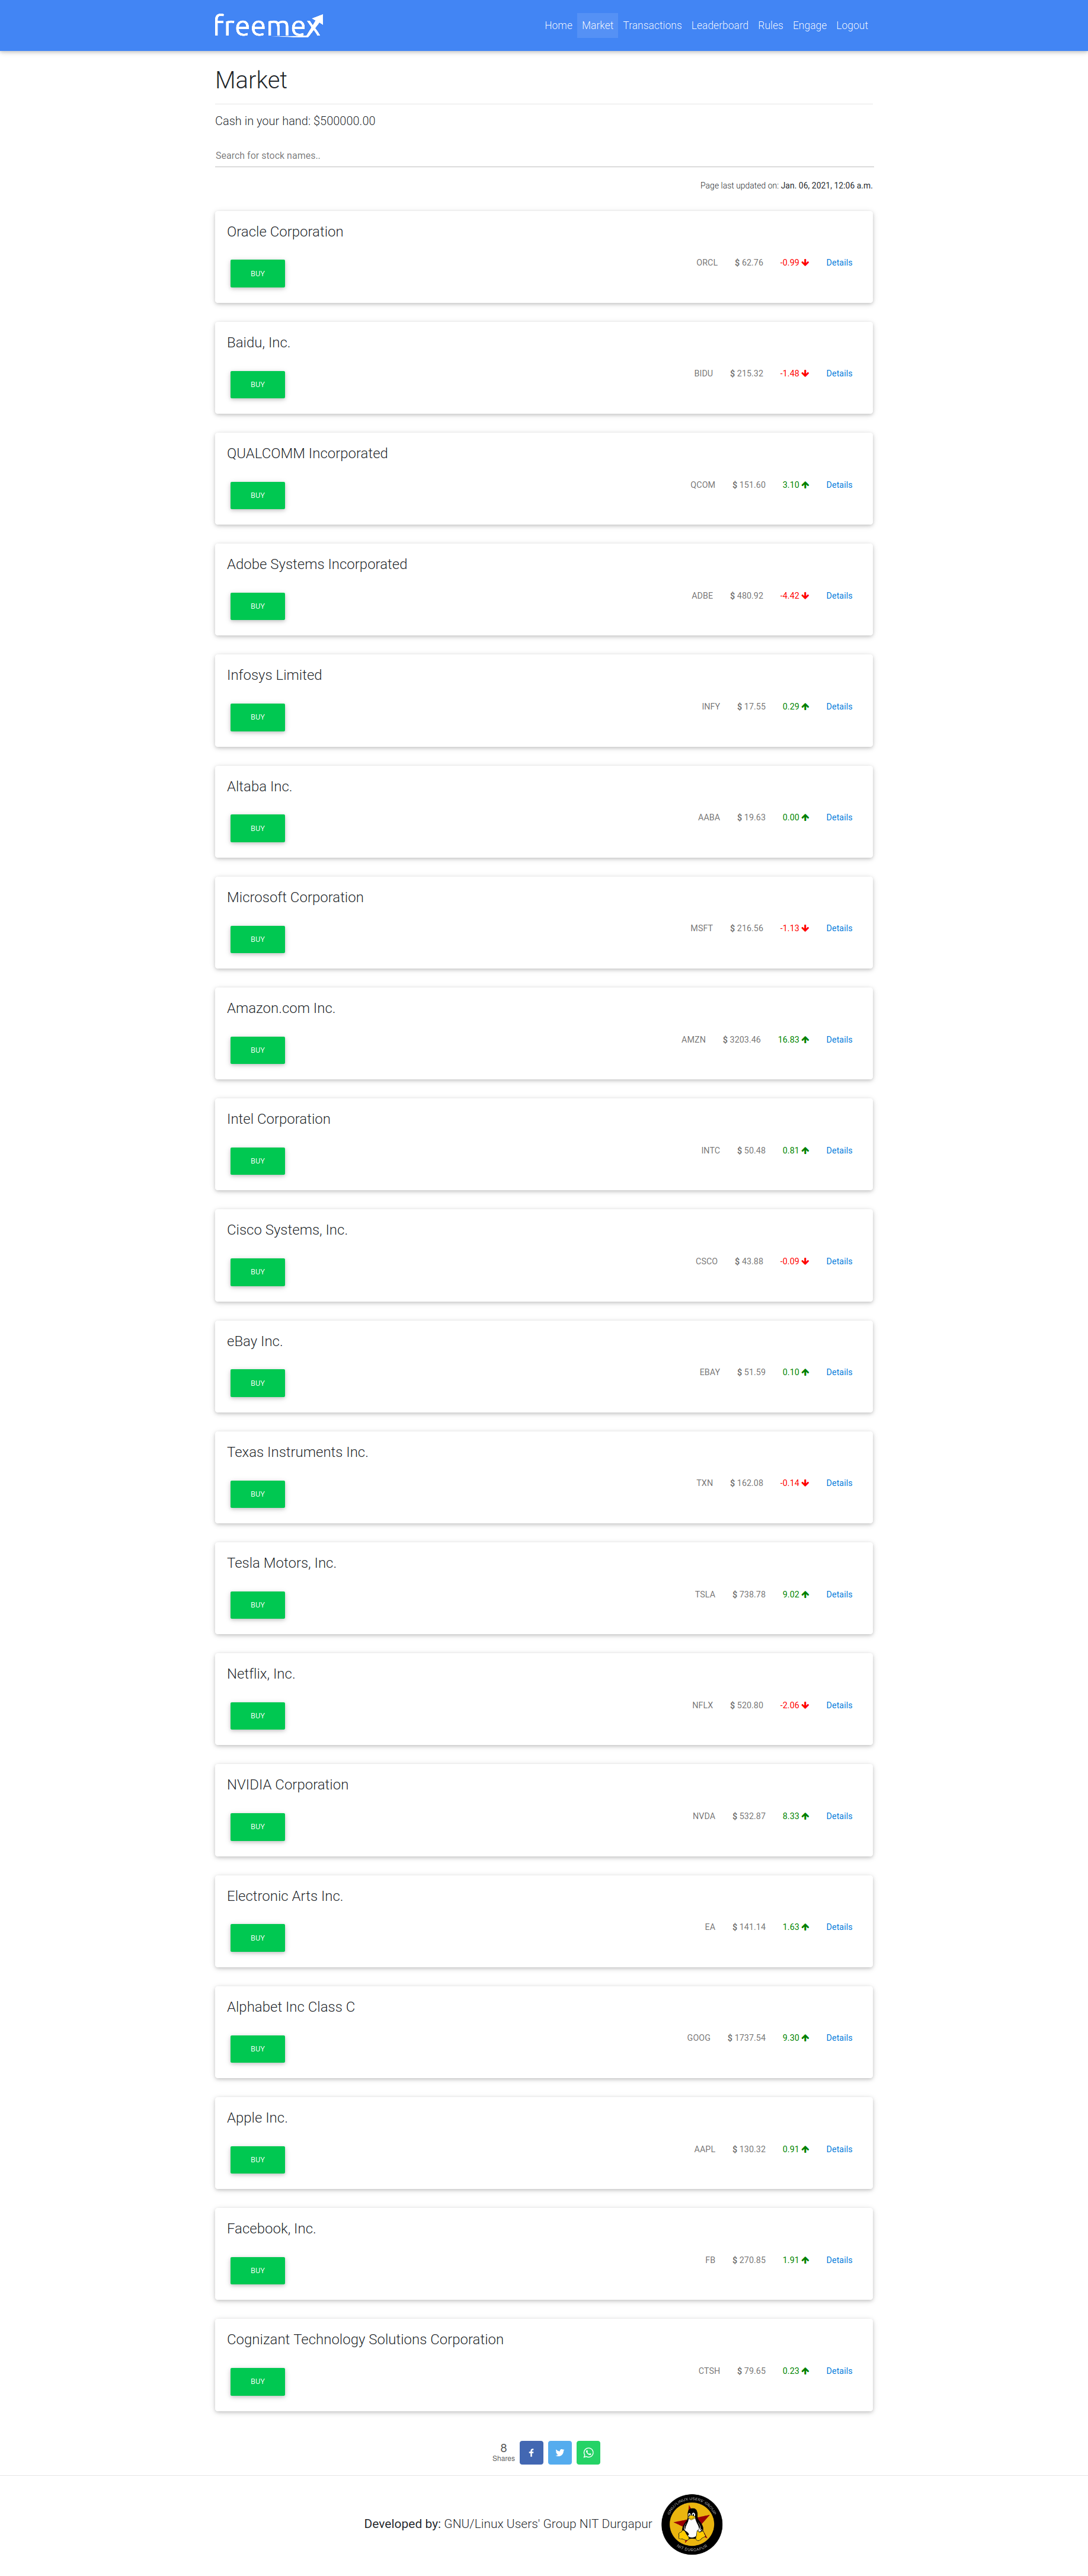 freemex
Home Market Transactions Leaderboard Rules Engage Logout
Market
Cash in your hand: $500000.00
Search for stock names..
Page last updated on: Jan. 06, 2021, 12:06 a.m.
Oracle Corporation
ORCL $ 62.76 -0.99 Details
BUY
Baidu, Inc.
BIDU $ 215.32 -1.48 Details
BUY
QUALCOMM Incorporated
QCOM $ 151.60 3.10 Details
BUY
Adobe Systems Incorporated
ADBE $ 480.92 -4.42 Details
BUY
Infosys Limited
INFY $ 17.55 0.29 Details
BUY
Altaba Inc.
AABA $ 19.63 0.00 Details
BUY
Microsoft Corporation
MSFT $ 216.56 -1.13 Details
BUY
Amazon.com Inc.
AMZN $ 3203.46 16.83 Details
BUY
Intel Corporation
INTC $ 50.48 0.81 Details
BUY
Cisco Systems, Inc.
CSCO $ 43.88 -0.09 Details
BUY
eBay Inc.
EBAY $ 51.59 0.10 Details
BUY
Texas Instruments Inc.
TXN $ 162.08 -0.14 Details
BUY
Tesla Motors, Inc.
TSLA $ 738.78 9.02 Details
BUY
Netflix, Inc.
NFLX $ 520.80 -2.06 Details
BUY
NVIDIA Corporation
NVDA $ 532.87 8.33 Details
BUY
Electronic Arts Inc.
EA $ 141.14 1.63 Details
BUY
Alphabet Inc Class C
GOOG $ 1737.54 9.30 Details
BUY
Apple Inc.
AAPL $ 130.32 0.91 Details
BUY
Facebook, Inc.
FB $ 270.85 1.91 Details
BUY
Cognizant Technology Solutions Corporation
CTSH $ 79.65 0.23 Details
BUY
8
Shares
Developed by: GNU/Linux Users' Group NIT Durgapur